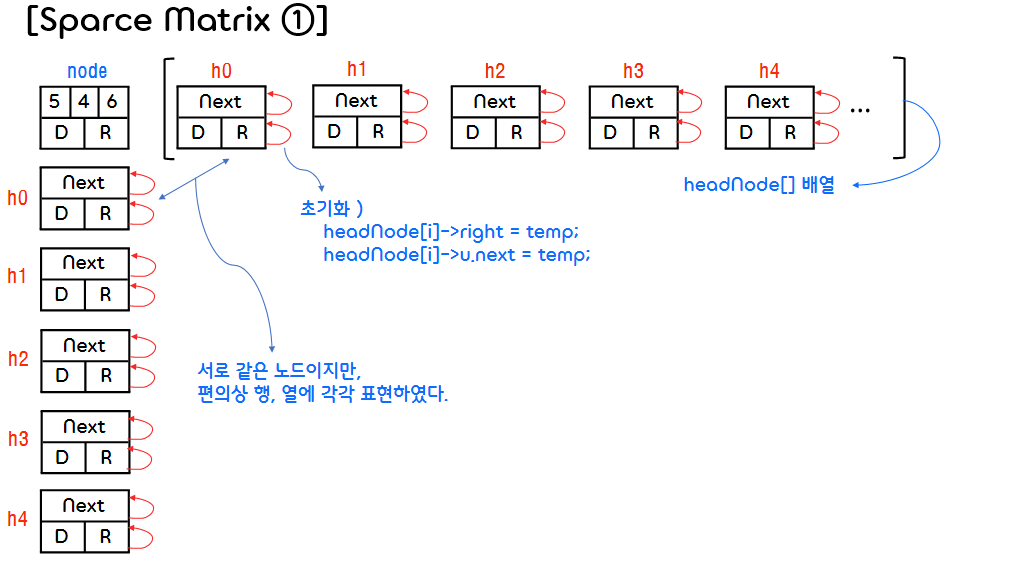 [Sparce Matrix ①]
node
h0
h1
h2
h3
h4
5 4 6
D R
Next
D R
Next
D R
Next
D R
Next
D R
Next
D R
...
headNode[] 배열
h0
Next
D R
초기화 )
headNode[i]->right = temp;
headNode[i]->u.next = temp;
h1
Next
D R
h2
Next
D R
서로 같은 노드이지만,
편의상 행, 열에 각각 표현하였다.
h3
Next
D R
h4
Next
D R